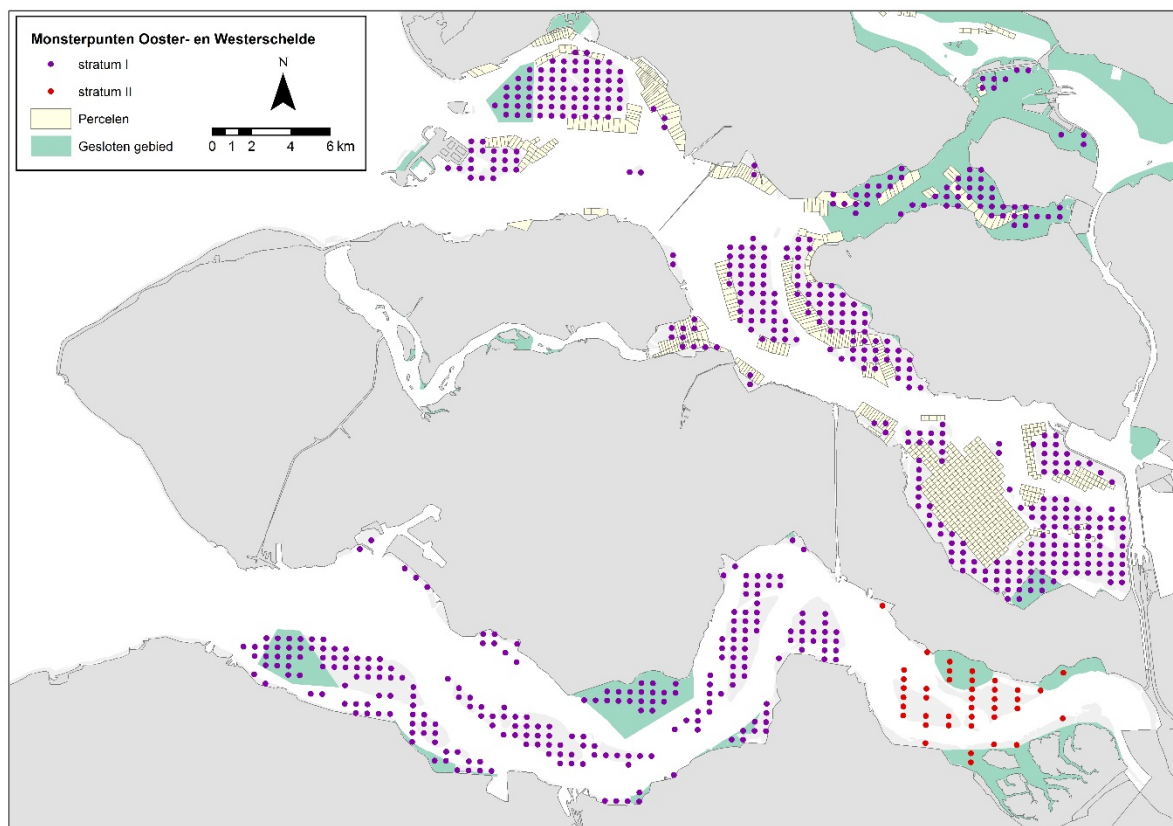 Monsterpunten Ooster- en Westerschelde
stratum I
stratum II
Percelen
Gesloten gebied
N
0 1 2 4 6 km